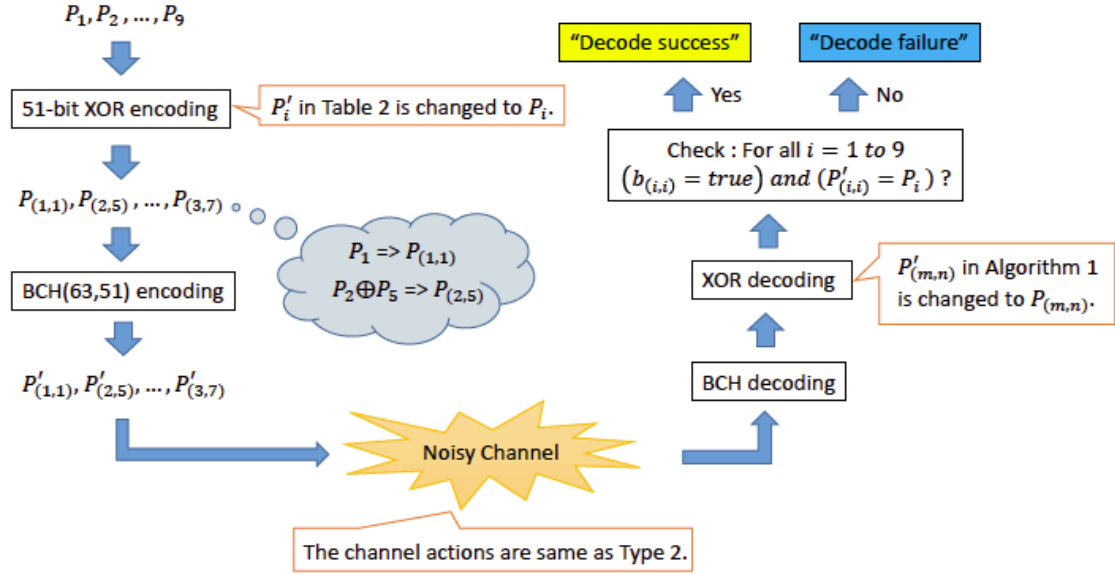 P₁, P₂, ..., P₉
51-bit XOR encoding
P′ᵢ in Table 2 is changed to Pᵢ.
P₍₁,₁₎, P₍₂,₅₎, ..., P₍₃,₇₎
P₁ => P₍₁,₁₎
P₂⊕P₅ => P₍₂,₅₎
BCH(63,51) encoding
P′₍₁,₁₎, P′₍₂,₅₎, ..., P′₍₃,₇₎
Noisy Channel
The channel actions are same as Type 2.
BCH decoding
XOR decoding
P′₍m,n₎ in Algorithm 1
is changed to P₍m,n₎.
Check : For all i = 1 to 9
(b₍i,i₎ = true) and (P′₍i,i₎ = Pᵢ ) ?
Yes
No
“Decode success”
“Decode failure”